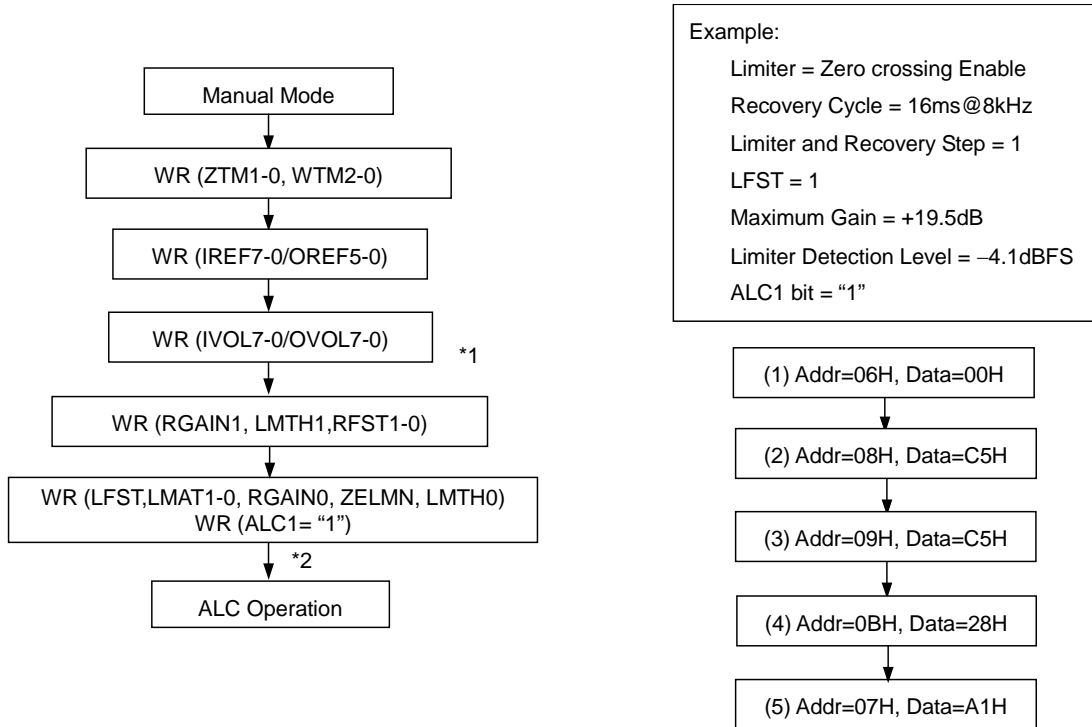 Manual Mode
WR (ZTM1-0, WTM2-0)
WR (IREF7-0/OREF5-0)
WR (IVOL7-0/OVOL7-0)
*1
WR (RGAIN1, LMTH1,RFST1-0)
WR (LFST,LMAT1-0, RGAIN0, ZELMN, LMTH0)
WR (ALC1= “1”)
*2
ALC Operation
Example:
Limiter = Zero crossing Enable
Recovery Cycle = 16ms@8kHz
Limiter and Recovery Step = 1
LFST = 1
Maximum Gain = +19.5dB
Limiter Detection Level = −4.1dBFS
ALC1 bit = “1”
(1) Addr=06H, Data=00H
(2) Addr=08H, Data=C5H
(3) Addr=09H, Data=C5H
(4) Addr=0BH, Data=28H
(5) Addr=07H, Data=A1H